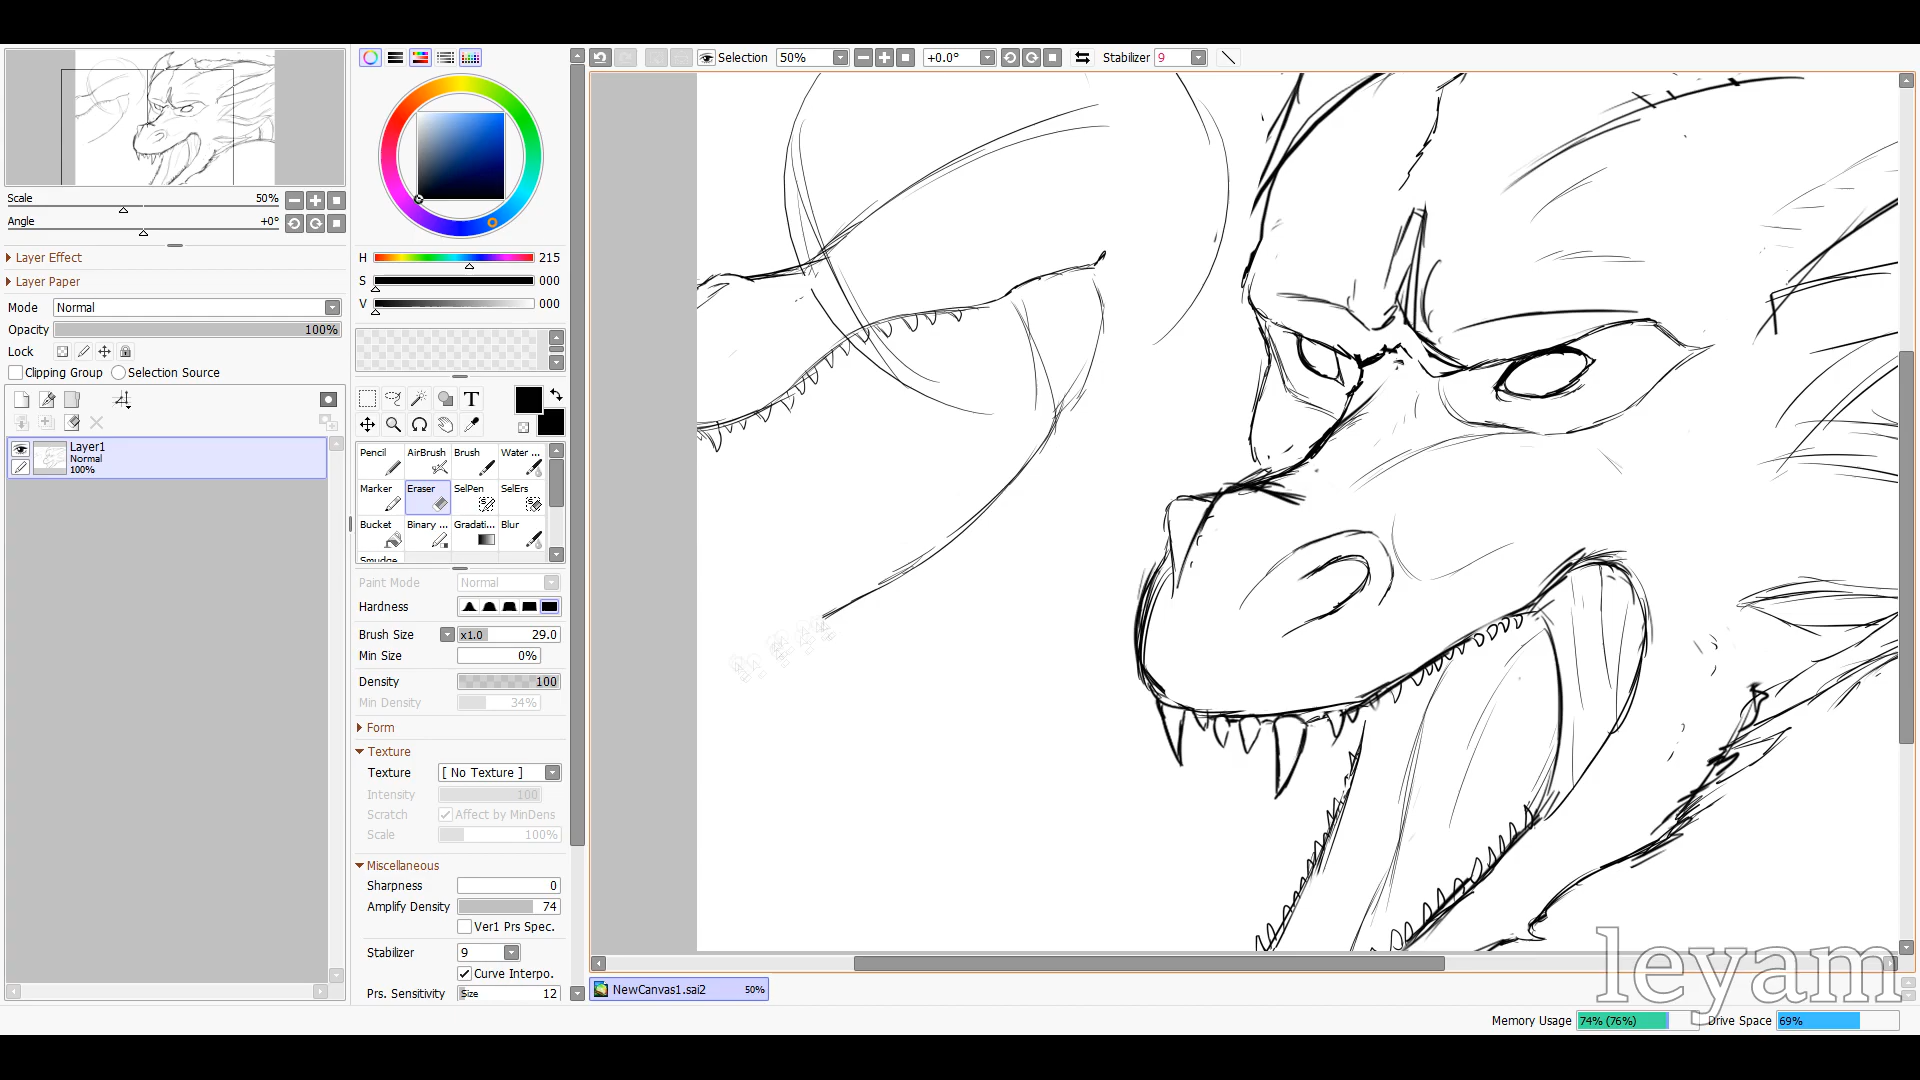 Selection
50%
+0.0°
Stabilizer 9
Scale 50%
Angle +0°
Layer Effect
Layer Paper
Mode Normal
Opacity 100%
Lock
Clipping Group
Selection Source
Layer1
Normal
100%
H 215
S 000
V 000
T
Pencil AirBrush Brush Water ...
Marker Eraser SelPen SelErs
Bucket Binary ... Gradati... Blur
Smudge
Paint Mode Normal
Hardness
Brush Size x1.0 29.0
Min Size 0%
Density 100
Min Density 34%
Form
Texture
Texture [ No Texture ]
Intensity 100
Scratch Affect by MinDens
Scale 100%
Miscellaneous
Sharpness 0
Amplify Density 74
Ver1 Prs Spec.
Stabilizer 9
Curve Interpo.
Prs. Sensitivity Size 12
NewCanvas1.sai2 50%
leyam
Memory Usage 74% (76%) Drive Space 69%